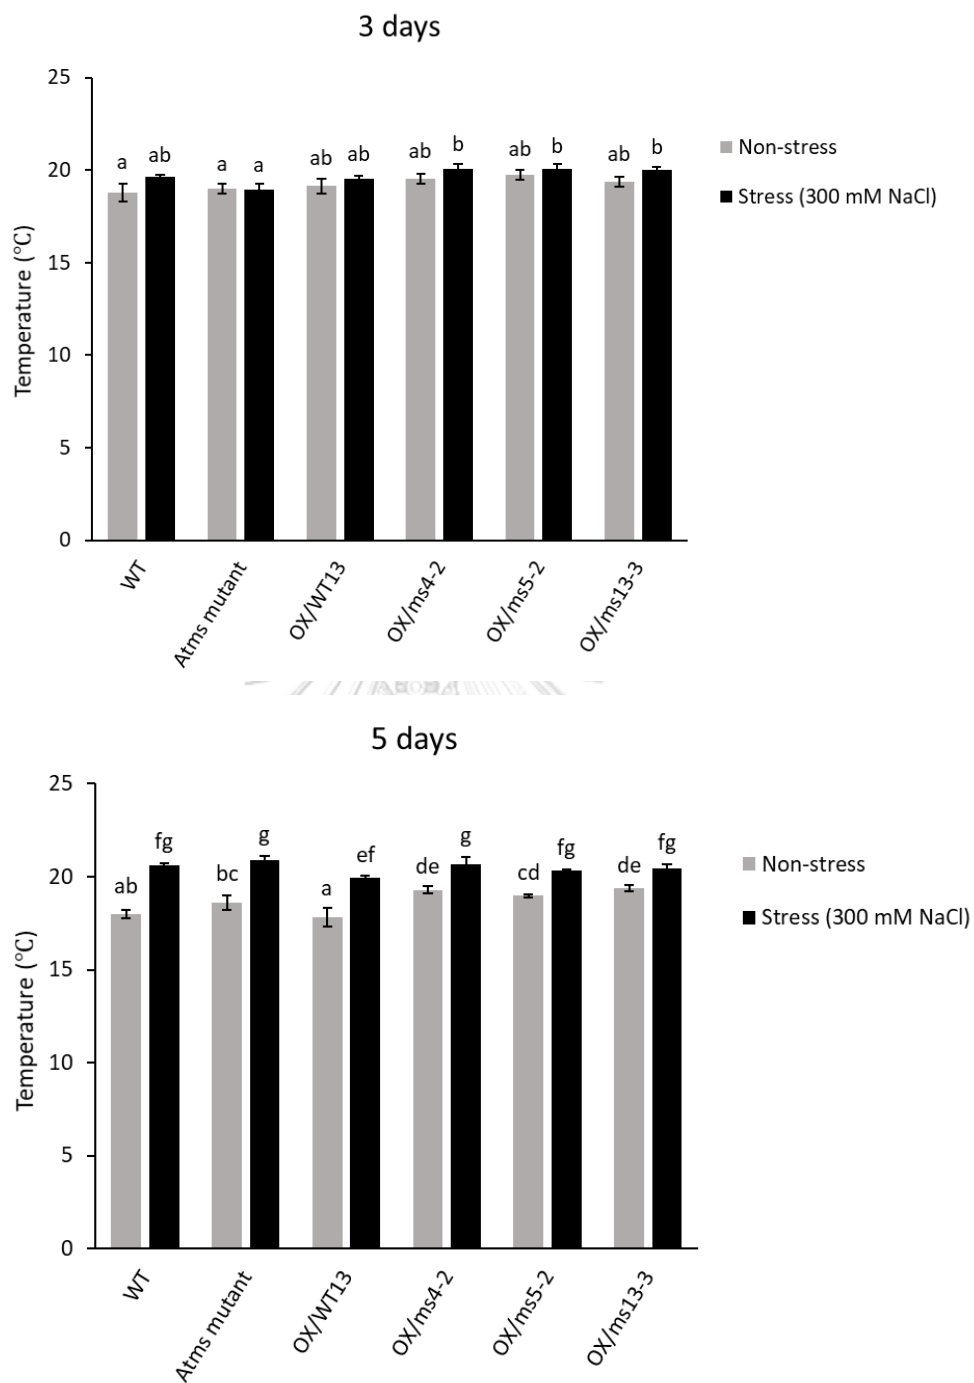 3 days
25
20
15
10
5
0
Temperature (°C)
a ab a a ab ab ab b ab b ab b
Non-stress
Stress (300 mM NaCl)
WT
Atms mutant
OX/WT13
OX/ms4-2
OX/ms5-2
OX/ms13-3
5 days
25
20
15
10
5
0
Temperature (°C)
ab fg bc g a ef de g cd fg de fg
Non-stress
Stress (300 mM NaCl)
WT
Atms mutant
OX/WT13
OX/ms4-2
OX/ms5-2
OX/ms13-3